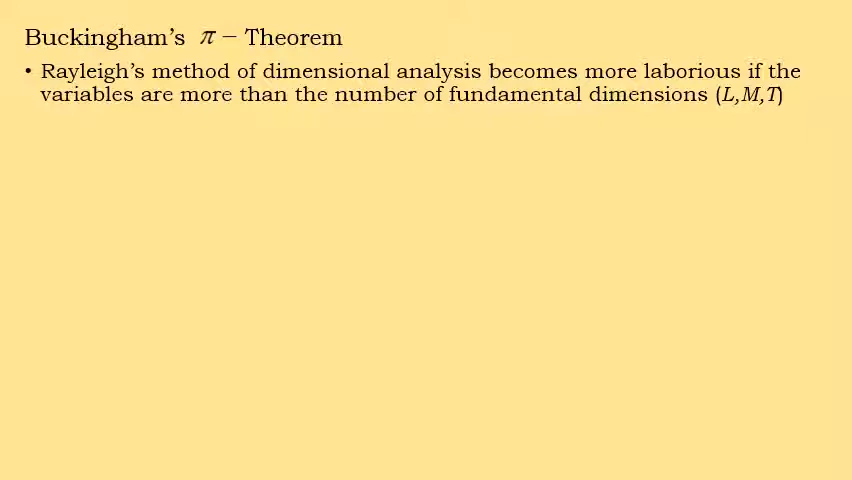 Buckingham’s π – Theorem
• Rayleigh’s method of dimensional analysis becomes more laborious if the
variables are more than the number of fundamental dimensions (L,M,T)